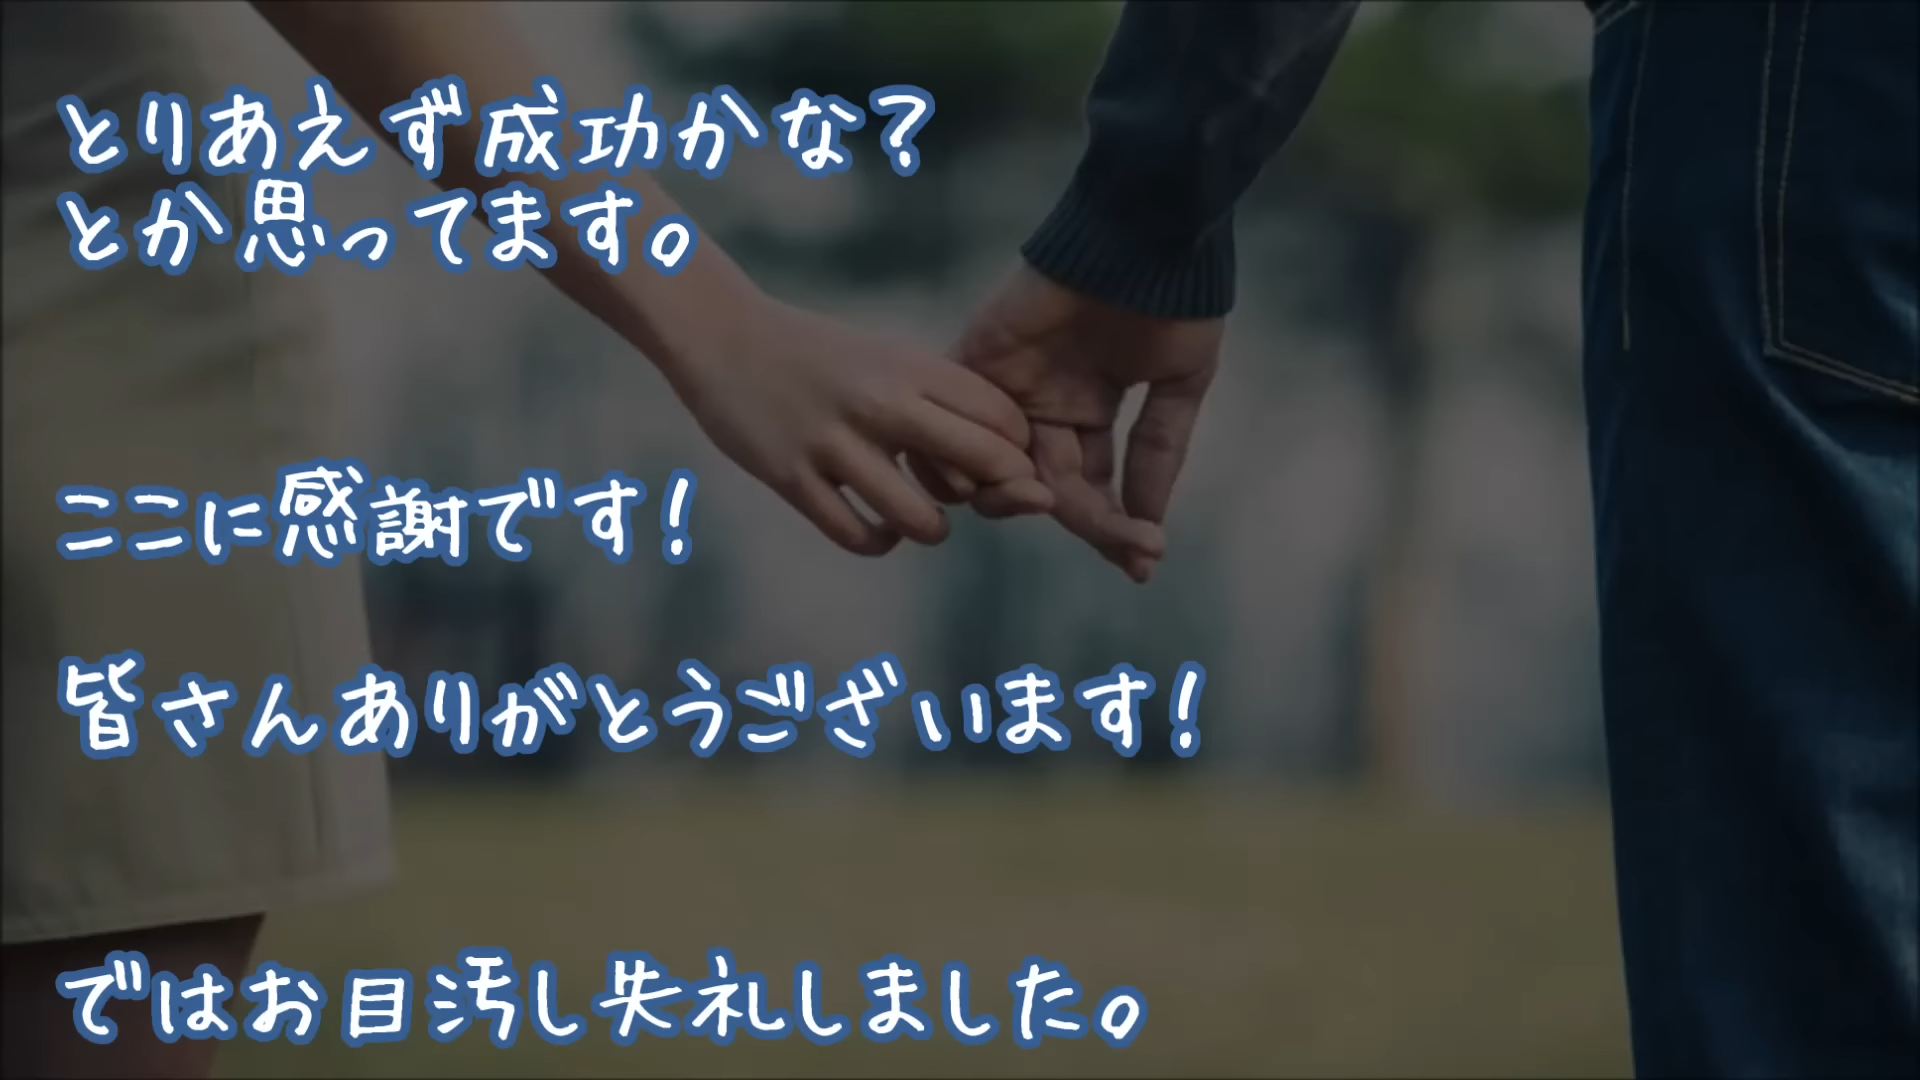 とりあえず成功かな?
とか思ってます。
ここに感謝です!
皆さんありがとうございます!
ではお目汚し失礼しました。